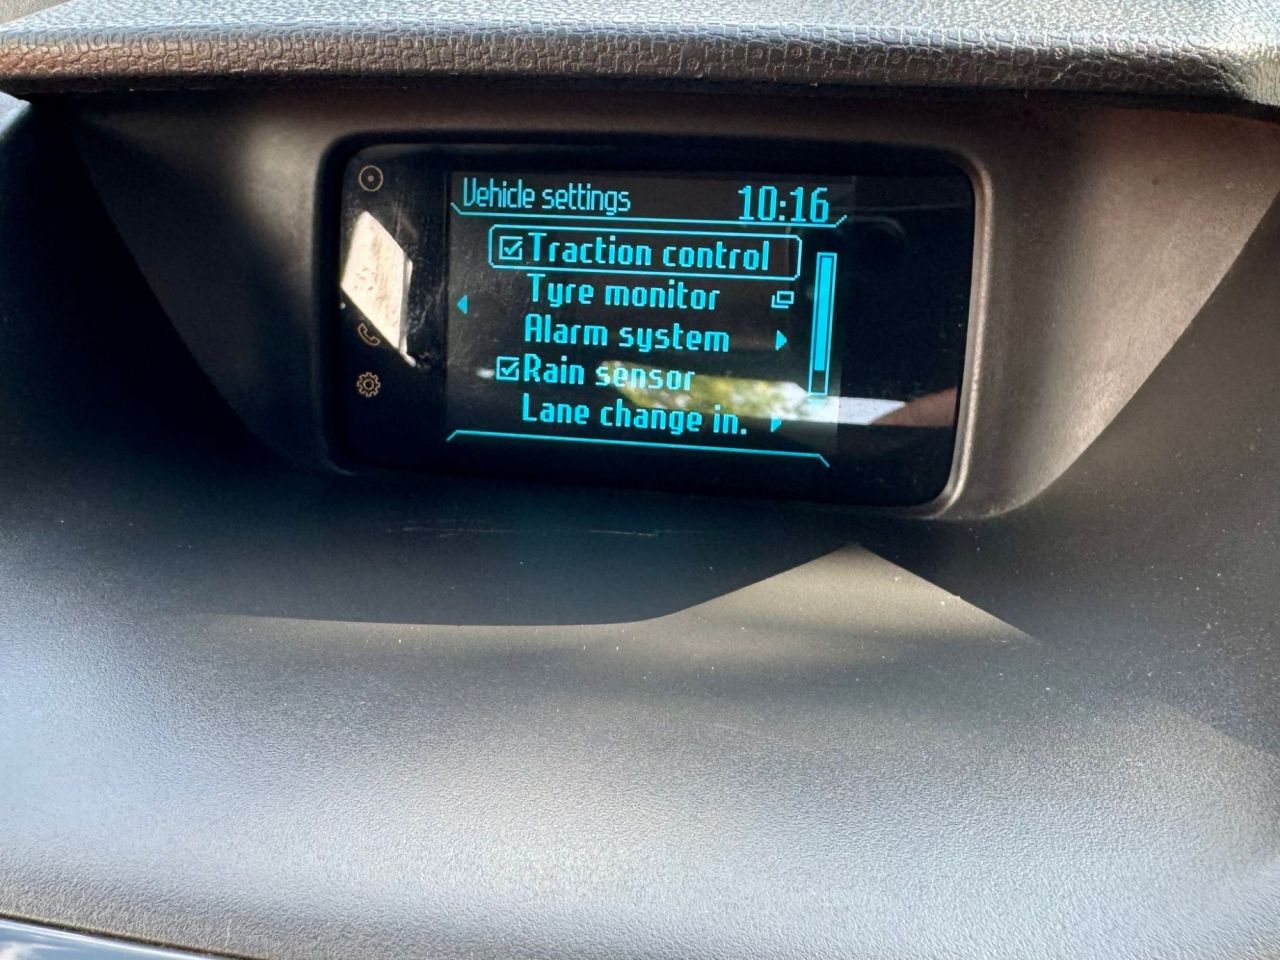 Vehicle settings 10:16
Traction control
Tyre monitor
Alarm system
Rain sensor
Lane change in.